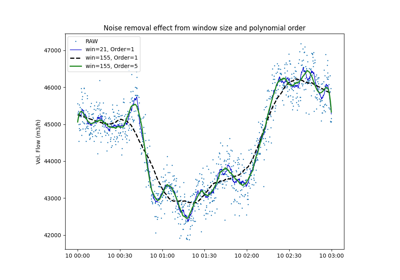 Noise removal effect from window size and polynomial order
RAW
win=21, Order=1
win=155, Order=1
win=155, Order=5
Vol. Flow (m3/h)
47000
46000
45000
44000
43000
42000
10 00:00
10 00:30
10 01:00
10 01:30
10 02:00
10 02:30
10 03:00